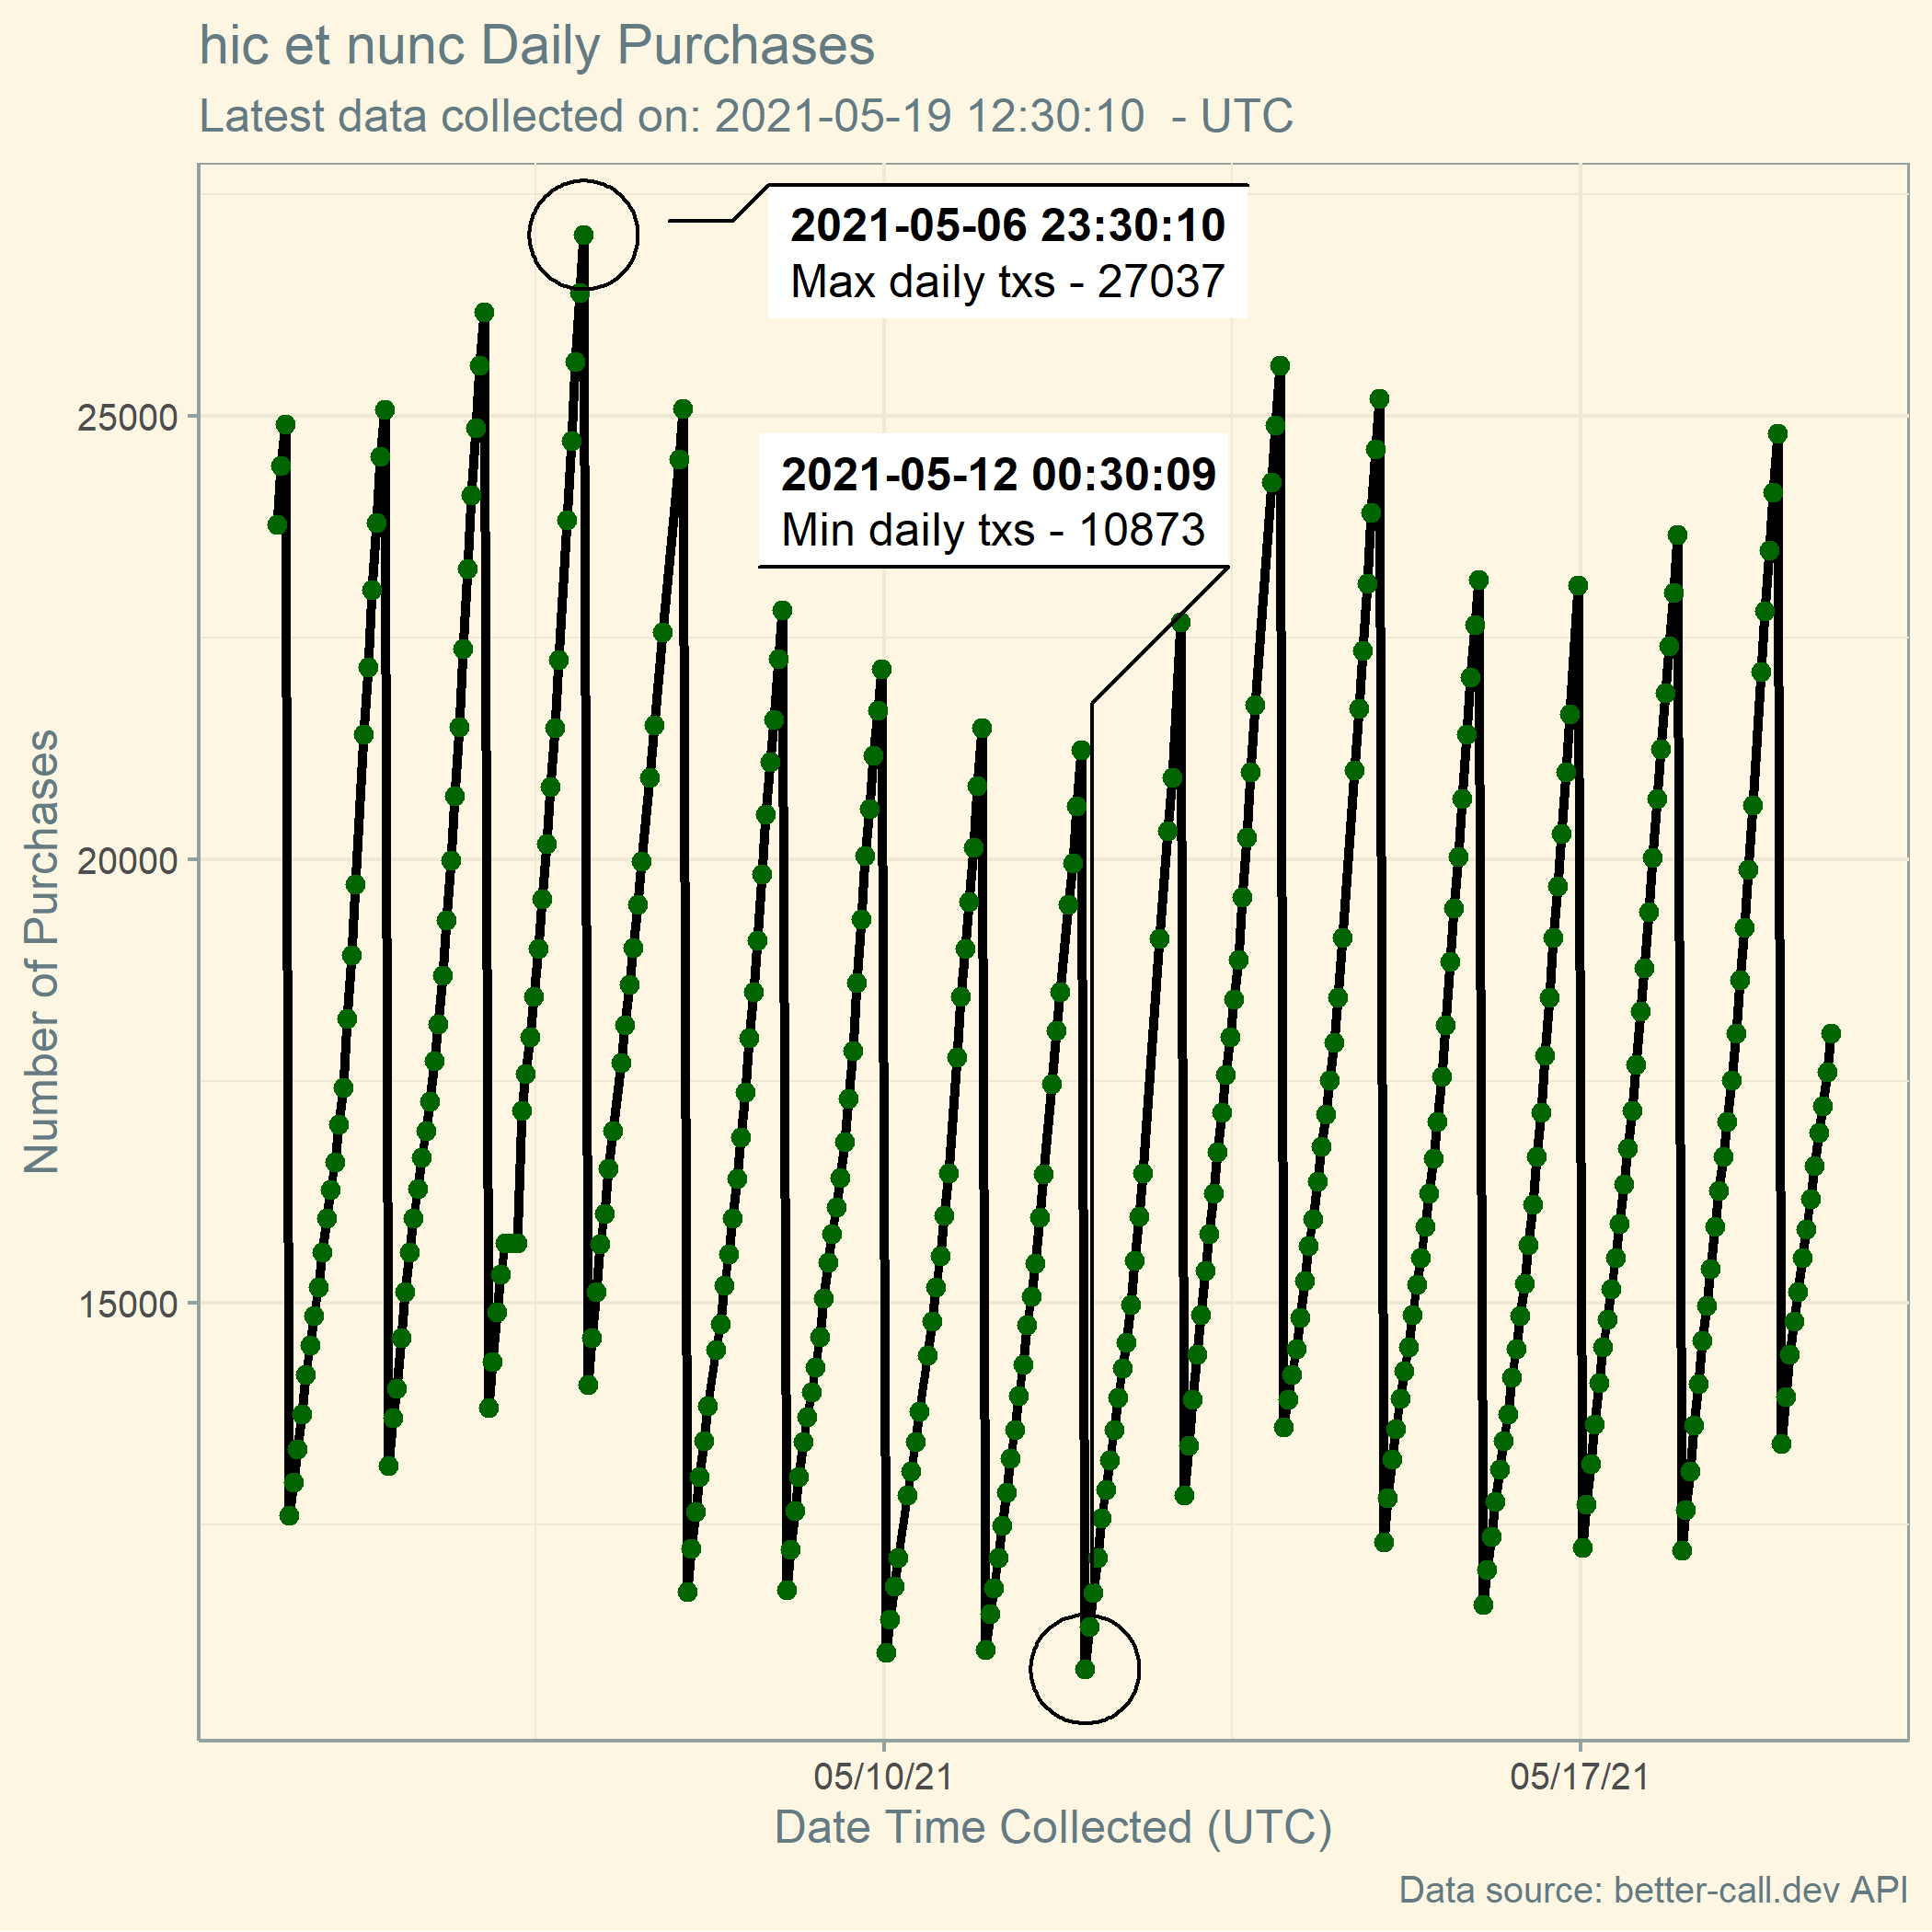 hic et nunc Daily Purchases
Latest data collected on: 2021-05-19 12:30:10  - UTC
2021-05-06 23:30:10
Max daily txs - 27037
2021-05-12 00:30:09
Min daily txs - 10873
Number of Purchases
25000
20000
15000
05/10/21
05/17/21
Date Time Collected (UTC)
Data source: better-call.dev API